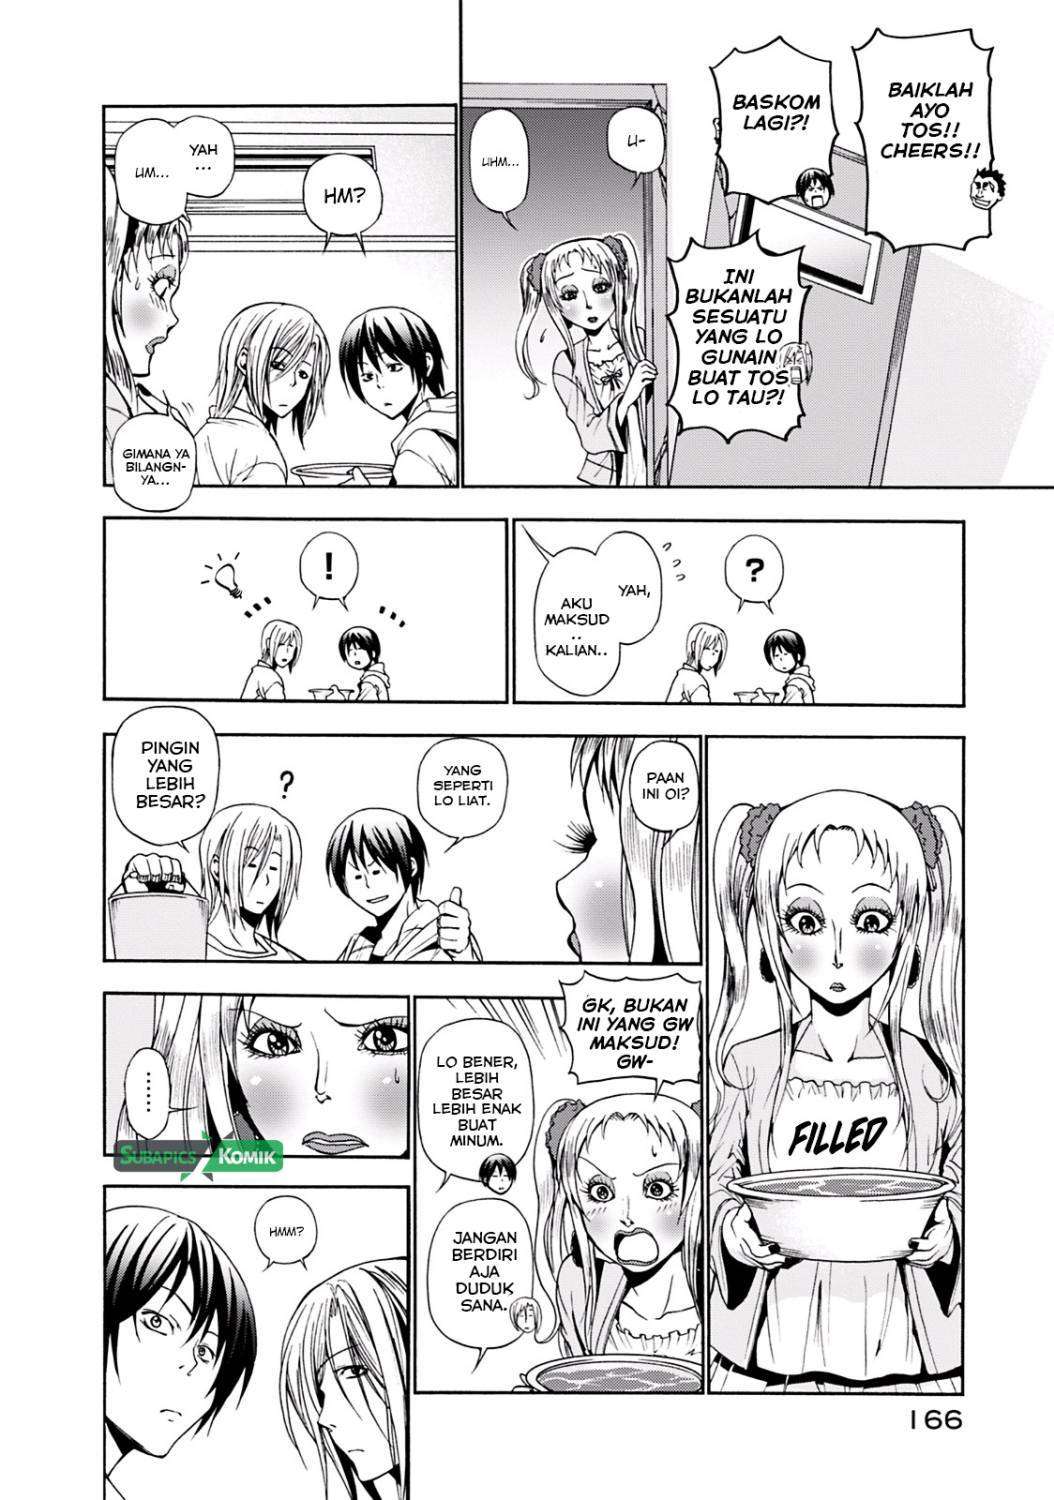 BAIKLAH
AYO
TOS!!
CHEERS!!
BASKOM
LAGI?!
INI
BUKANLAH
SESUATU
YANG LO
GUNAIN
BUAT TOS
LO TAU?!
U-
UHM...
HM?
YAH
...
UM...
GIMANA YA
BILANGN-
YA...
?
YAH,
AKU
MAKSUD
..
KALIAN..
!
PINGIN
YANG
LEBIH
BESAR?
?
YANG
SEPERTI
LO LIAT.
PAAN
INI OI?
FILLED
GK, BUKAN
INI YANG GW
MAKSUD!
GW-
LO BENER,
LEBIH
BESAR
LEBIH ENAK
BUAT
MINUM.
JANGAN
BERDIRI
AJA
DUDUK
SANA.
.......
SUBAPICS KOMIK
HMM?
166